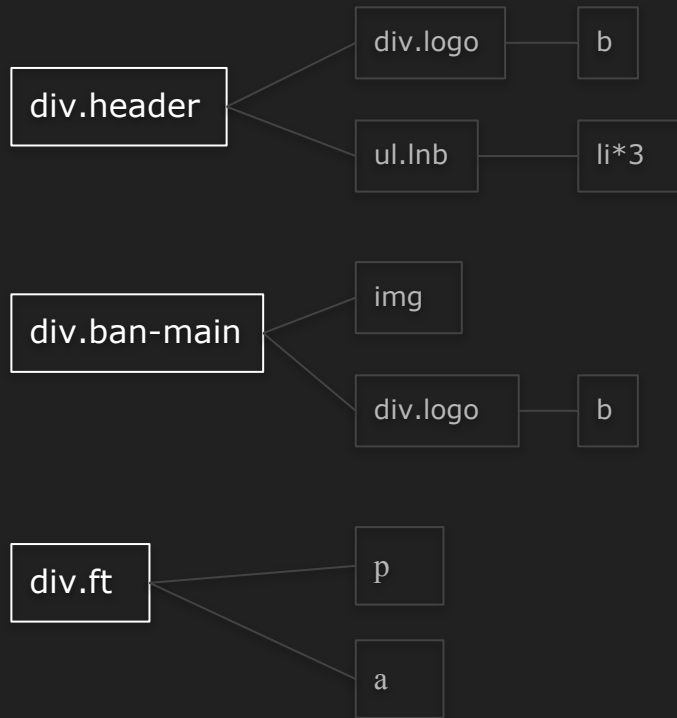 div.header
div.logo
b
ul.lnb
li*3
div.ban-main
img
div.logo
b
div.ft
p
a